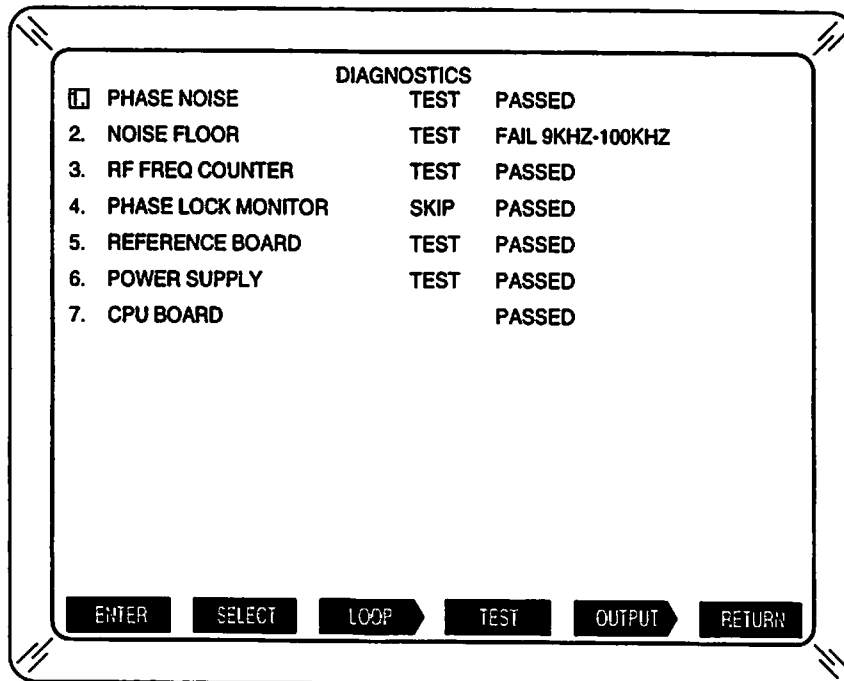 DIAGNOSTICS
1. PHASE NOISE TEST PASSED
2. NOISE FLOOR TEST FAIL 9KHZ-100KHZ
3. RF FREQ COUNTER TEST PASSED
4. PHASE LOCK MONITOR SKIP PASSED
5. REFERENCE BOARD TEST PASSED
6. POWER SUPPLY TEST PASSED
7. CPU BOARD PASSED
ENTER SELECT LOOP TEST OUTPUT RETURN